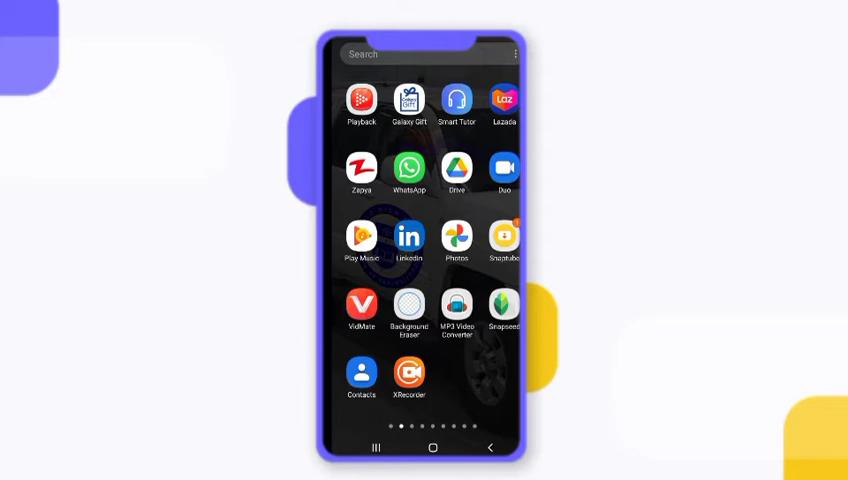 Search
Playback
Galaxy Gift
Smart Tutor
Lazada
Laz
Zapya
WhatsApp
Drive
Duo
Play Music
LinkedIn
Photos
Snaptube
VidMate
Background
Eraser
MP3 Video
Converter
Snapseed
Contacts
XRecorder